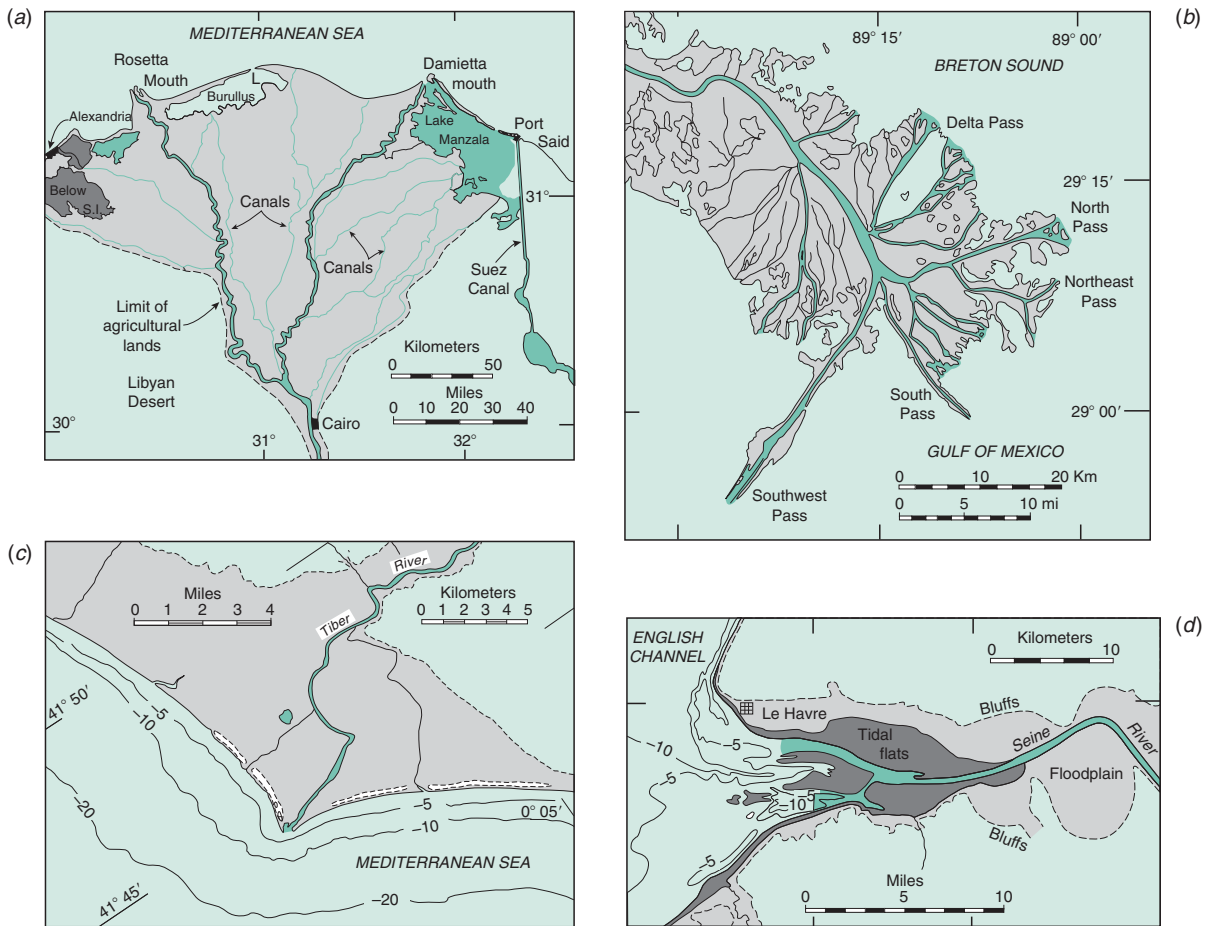 (a)
MEDITERRANEAN SEA
Rosetta
Mouth
L
Burullus
Damietta
mouth
Alexandria
Lake
Manzala
Port
Said
Below
S.l.
31°
Canals
Canals
Suez
Canal
Limit of
agricultural
lands
Libyan
Desert
Kilometers
0 50
Miles
0 10 20 30 40
Cairo
30°
31°
32°
(b)
89° 15′
89° 00′
BRETON SOUND
Delta Pass
29° 15′
North
Pass
Northeast
Pass
South
Pass
29° 00′
GULF OF MEXICO
0 10 20 Km
0 5 10 mi
Southwest
Pass
(c)
River
Miles
0 1 2 3 4
Kilometers
0 1 2 3 4 5
Tiber
41° 50′
-5
-10
-20
-5
-10
0° 05′
MEDITERRANEAN SEA
-20
41° 45′
(d)
ENGLISH
CHANNEL
Kilometers
0 10
Le Havre
Bluffs
Tidal
flats
Seine
River
-5
-10
-5
Floodplain
-10
Bluffs
-5
Miles
0 5 10